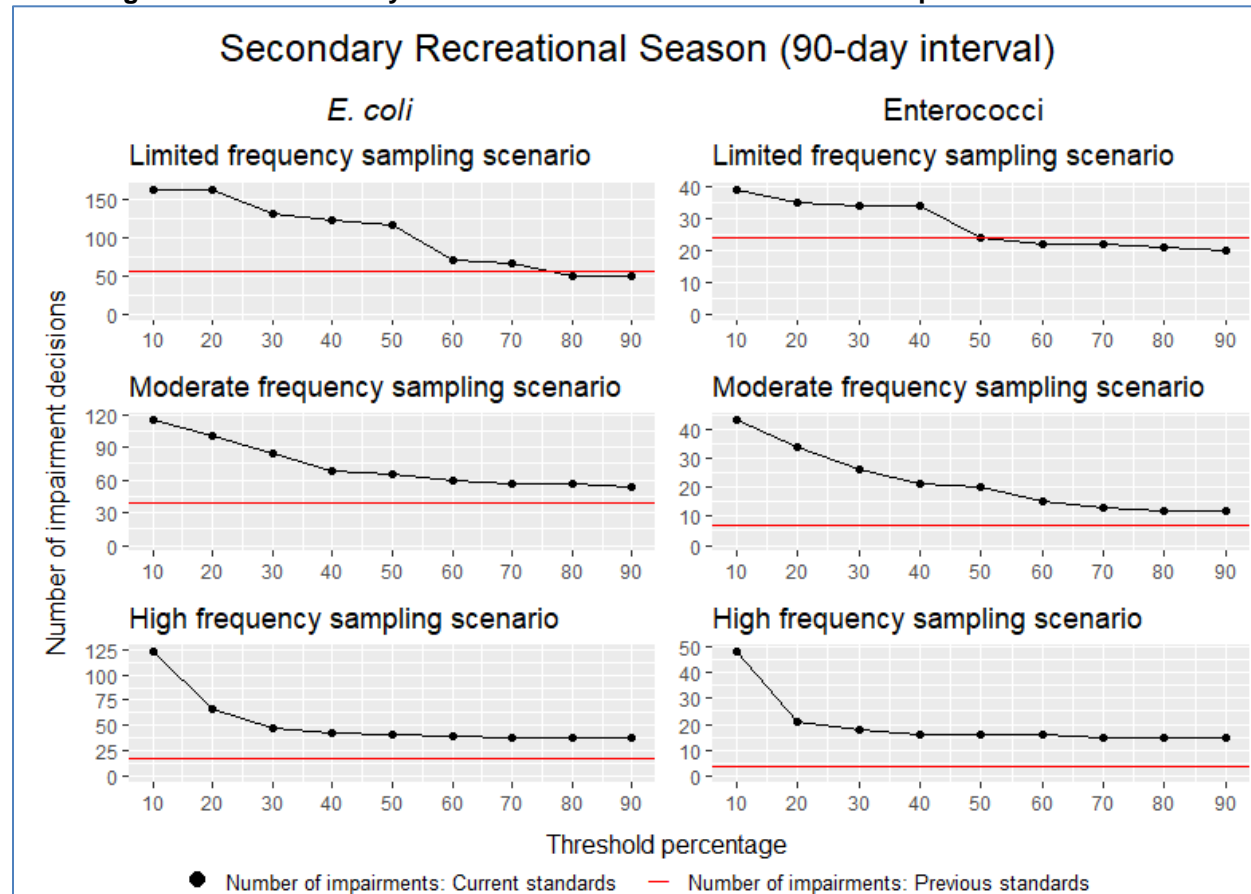 Secondary Recreational Season (90-day interval)
E. coli
Enterococci
Limited frequency sampling scenario
Limited frequency sampling scenario
150
100
50
0
40
30
20
10
0
10 20 30 40 50 60 70 80 90
10 20 30 40 50 60 70 80 90
Number of impairment decisions
Moderate frequency sampling scenario
Moderate frequency sampling scenario
120
90
60
30
0
40
30
20
10
0
10 20 30 40 50 60 70 80 90
10 20 30 40 50 60 70 80 90
High frequency sampling scenario
High frequency sampling scenario
125
100
75
50
25
0
50
40
30
20
10
0
10 20 30 40 50 60 70 80 90
10 20 30 40 50 60 70 80 90
Threshold percentage
Number of impairments: Current standards
Number of impairments: Previous standards